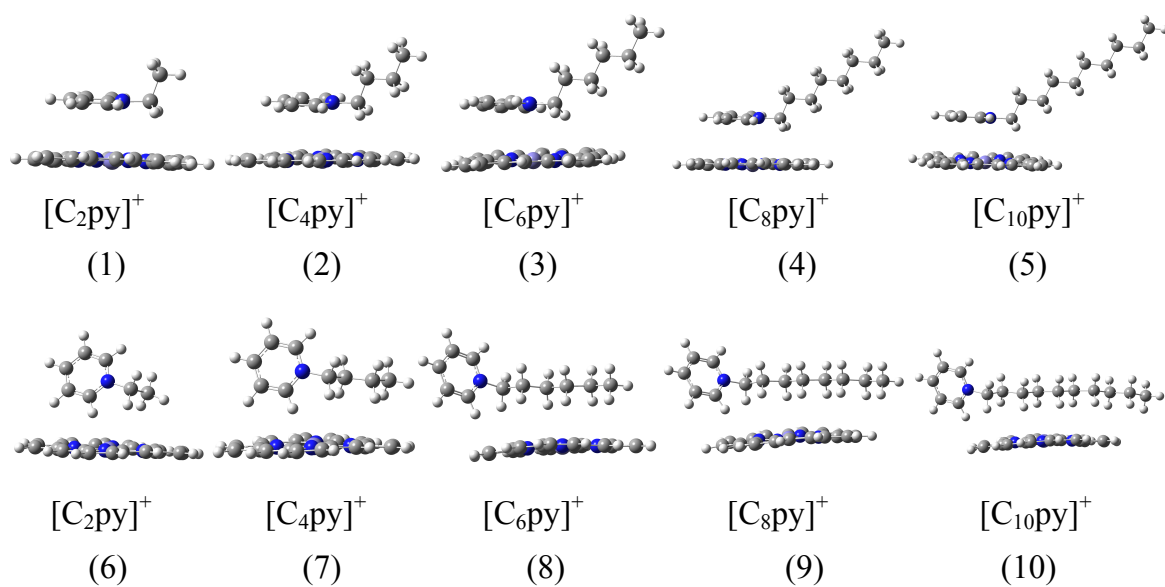 [C₂py]⁺ [C₄py]⁺ [C₆py]⁺ [C₈py]⁺ [C₁₀py]⁺
(1) (2) (3) (4) (5)
[C₂py]⁺ [C₄py]⁺ [C₆py]⁺ [C₈py]⁺ [C₁₀py]⁺
(6) (7) (8) (9) (10)